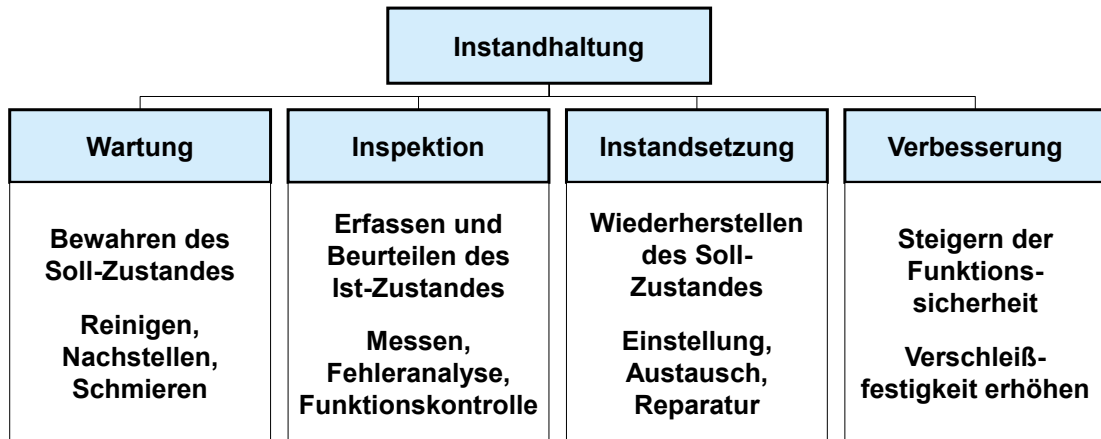 Instandhaltung
Wartung
Bewahren des
Soll-Zustandes
Reinigen,
Nachstellen,
Schmieren
Inspektion
Erfassen und
Beurteilen des
Ist-Zustandes
Messen,
Fehleranalyse,
Funktionskontrolle
Instandsetzung
Wiederherstellen
des Soll-
Zustandes
Einstellung,
Austausch,
Reparatur
Verbesserung
Steigern der
Funktions-
sicherheit
Verschleiß-
festigkeit erhöhen